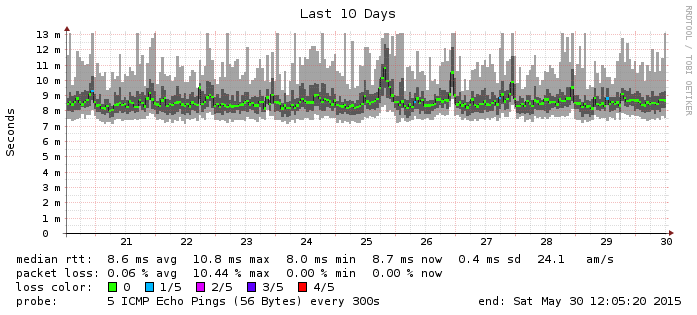 Last 10 Days
RRDTOOL / TOBI OETIKER
Seconds
13 m
12 m
11 m
10 m
9 m
8 m
7 m
6 m
5 m
4 m
3 m
2 m
1 m
0
21 22 23 24 25 26 27 28 29 30
median rtt: 8.6 ms avg 10.8 ms max 8.0 ms min 8.7 ms now 0.4 ms sd 24.1 am/s
packet loss: 0.06 % avg 10.44 % max 0.00 % min 0.00 % now
loss color: 0 1/5 2/5 3/5 4/5
probe: 5 ICMP Echo Pings (56 Bytes) every 300s end: Sat May 30 12:05:20 2015